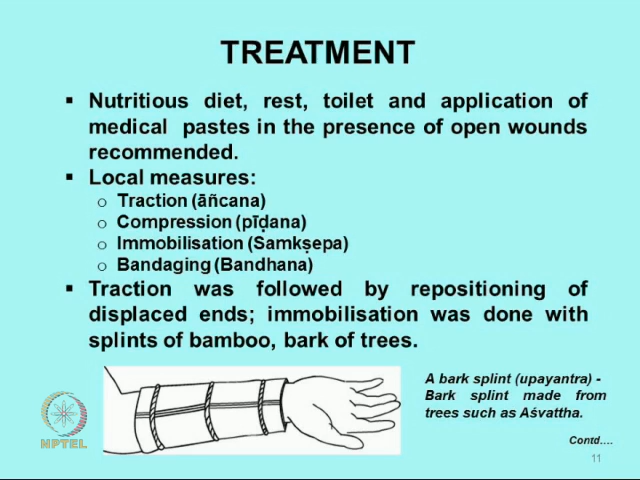 TREATMENT
▪ Nutritious diet, rest, toilet and application of
medical pastes in the presence of open wounds
recommended.
▪ Local measures:
o Traction (āñcana)
o Compression (pīḍana)
o Immobilisation (Samkṣepa)
o Bandaging (Bandhana)
▪ Traction was followed by repositioning of
displaced ends; immobilisation was done with
splints of bamboo, bark of trees.
A bark splint (upayantra) -
Bark splint made from
trees such as Aśvattha.
NPTEL
Contd....
11